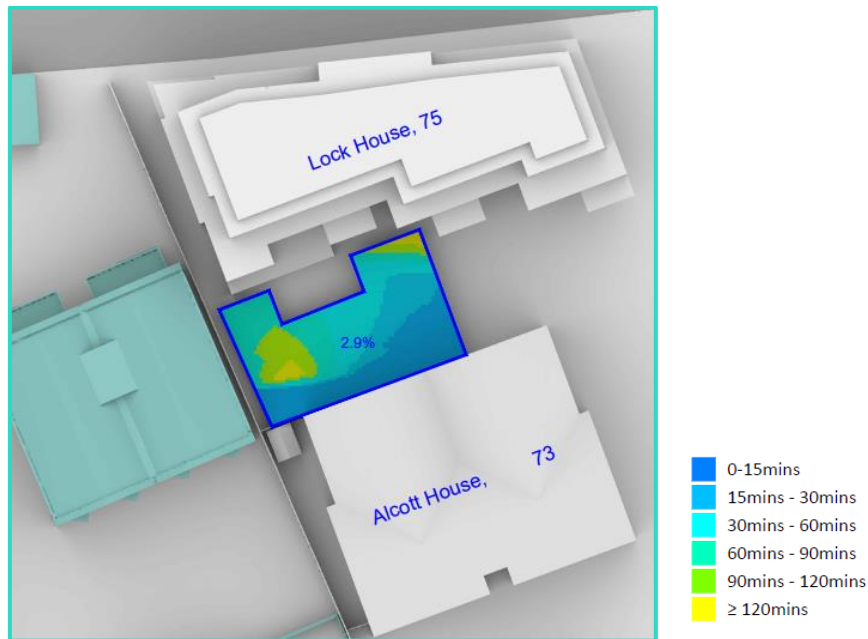 Lock House, 75
2.9%
Alcott House, 73
0-15mins
15mins - 30mins
30mins - 60mins
60mins - 90mins
90mins - 120mins
≥ 120mins